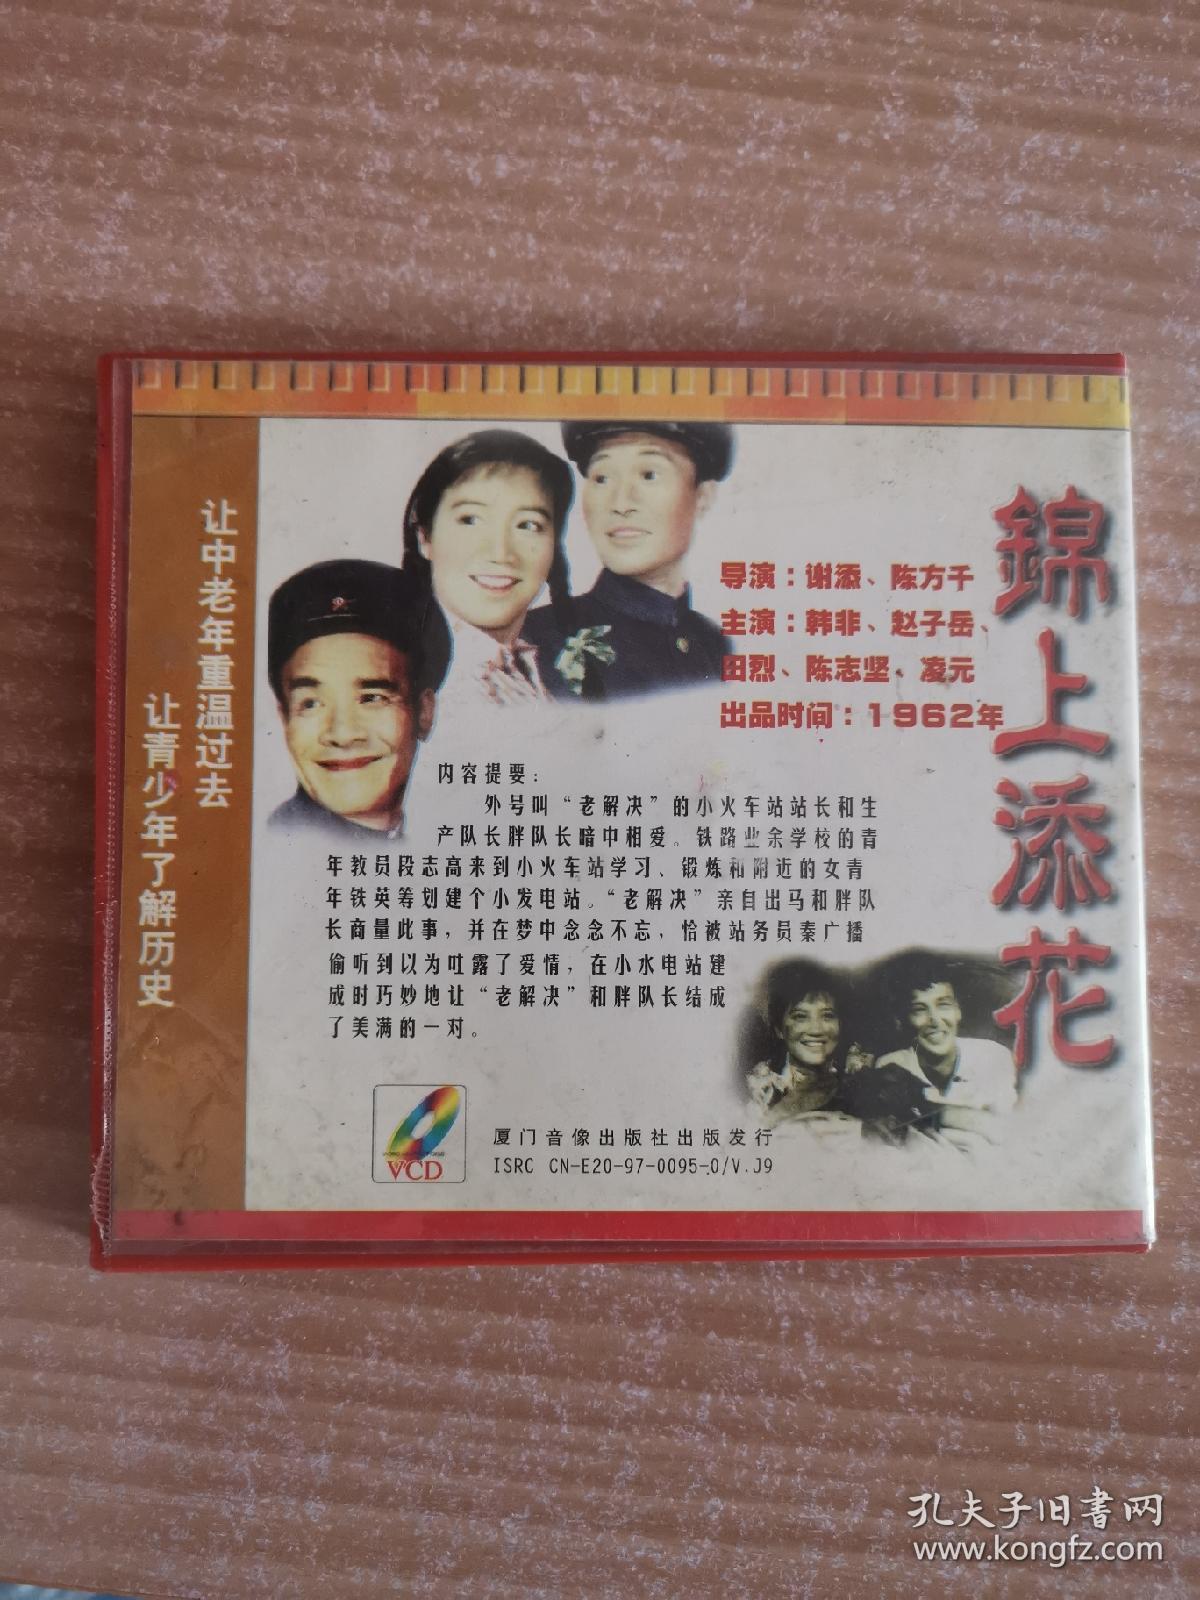 让中老年重温过去
让青少年了解历史
錦上添花
导演：谢添、陈方千
主演：韩非、赵子岳、
田烈、陈志坚、凌元
出品时间：1962年
内容提要：
外号叫“老解决”的小火车站站长和生
产队长胖队长暗中相爱。铁路业余学校的青
年教员段志高来到小火车站学习、锻炼和附近的女青
年铁英筹划建个小发电站。“老解决”亲自出马和胖队
长商量此事，并在梦中念念不忘，恰被站务员秦广播
偷听到以为吐露了爱情，在小水电站建
成时巧妙地让“老解决”和胖队长结成
了美满的一对。
VCD
厦门音像出版社出版发行
ISRC CN-E20-97-0095-0/V.J9
孔夫子旧书网
www.kongfz.com